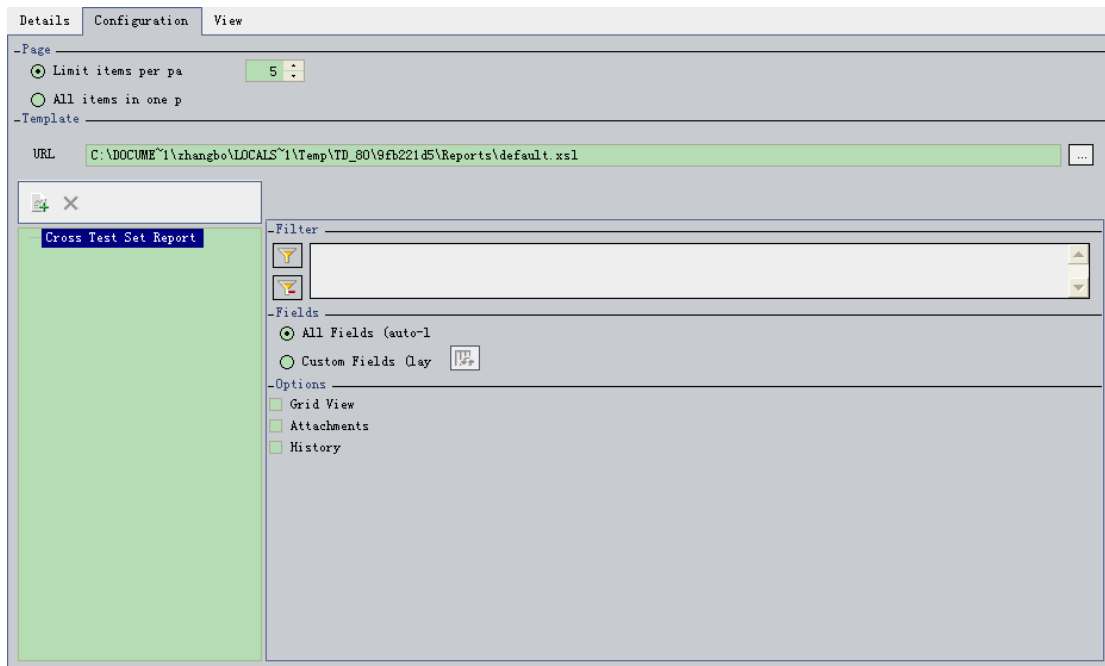 Details Configuration View
Page
Limit items per pa 5
All items in one p
Template
URL C:\DOCUME~1\zhangbo\LOCALS~1\Temp\TD_80\9fb221d5\Reports\default.xsl ...
Cross Test Set Report
Filter
Fields
All Fields (auto-l
Custom Fields (lay
Options
Grid View
Attachments
History